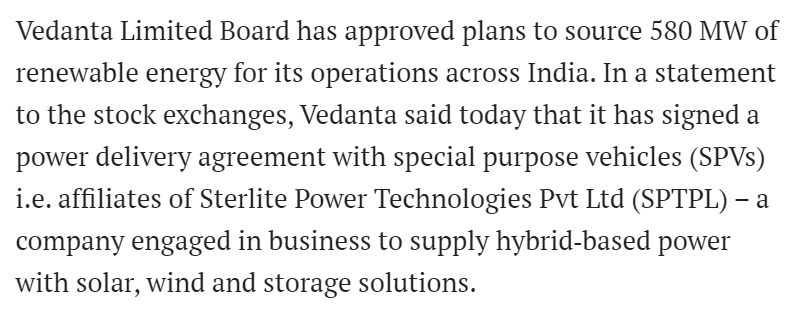 Vedanta Limited Board has approved plans to source 580 MW of
renewable energy for its operations across India. In a statement
to the stock exchanges, Vedanta said today that it has signed a
power delivery agreement with special purpose vehicles (SPVs)
i.e. affiliates of Sterlite Power Technologies Pvt Ltd (SPTPL) – a
company engaged in business to supply hybrid-based power
with solar, wind and storage solutions.